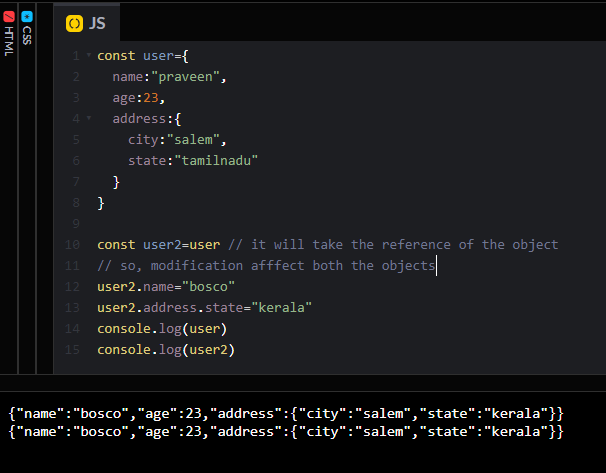 HTML
CSS
JS
1 const user={
2 name:"praveen",
3 age:23,
4 address:{
5 city:"salem",
6 state:"tamilnadu"
7 }
8 }
9
10 const user2=user // it will take the reference of the object
11 // so, modification afffect both the objects
12 user2.name="bosco"
13 user2.address.state="kerala"
14 console.log(user)
15 console.log(user2)
{"name":"bosco","age":23,"address":{"city":"salem","state":"kerala"}}
{"name":"bosco","age":23,"address":{"city":"salem","state":"kerala"}}